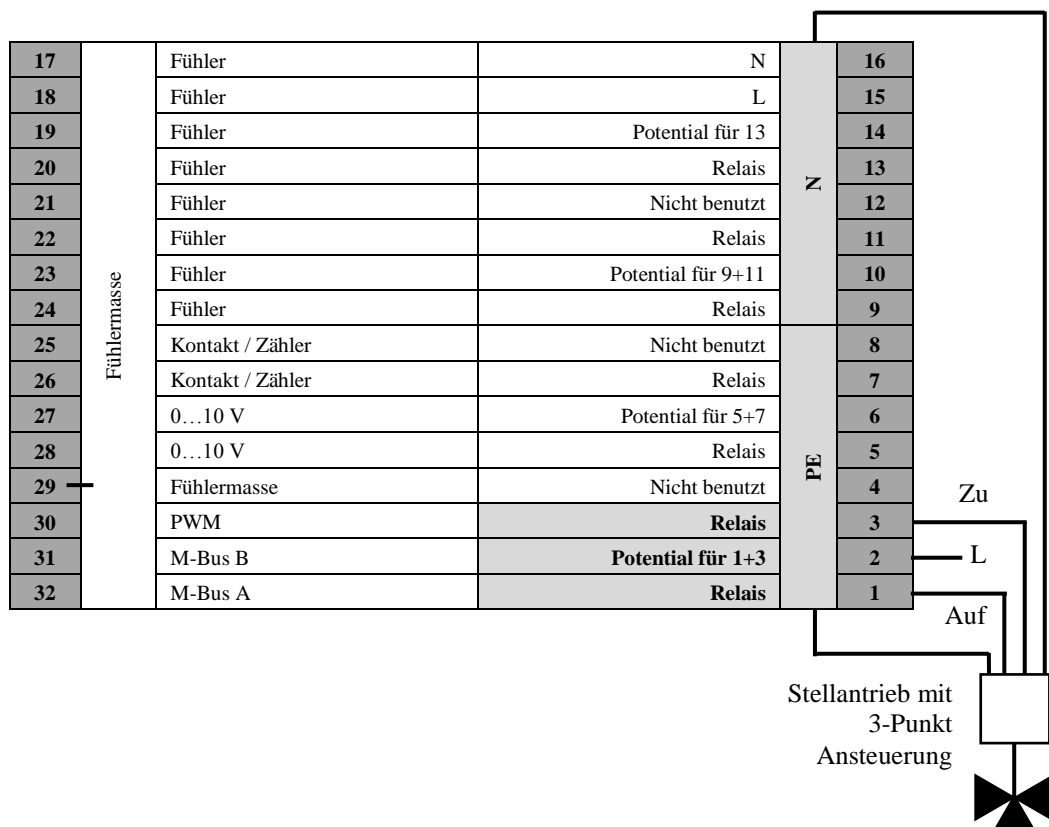 17 Fühler N 16
18 Fühler L 15
19 Fühler Potential für 13 14
20 Fühler Relais 13
N
21 Fühler Nicht benutzt 12
22 Fühler Relais 11
23 Fühler Potential für 9+11 10
24 Fühler Relais 9
Fühlermasse
25 Kontakt / Zähler Nicht benutzt 8
26 Kontakt / Zähler Relais 7
27 0…10 V Potential für 5+7 6
28 0…10 V Relais 5
PE
29 Fühlermasse Nicht benutzt 4
Zu
30 PWM Relais 3
31 M-Bus B Potential für 1+3 2 L
32 M-Bus A Relais 1
Auf
Stellantrieb mit
3-Punkt
Ansteuerung